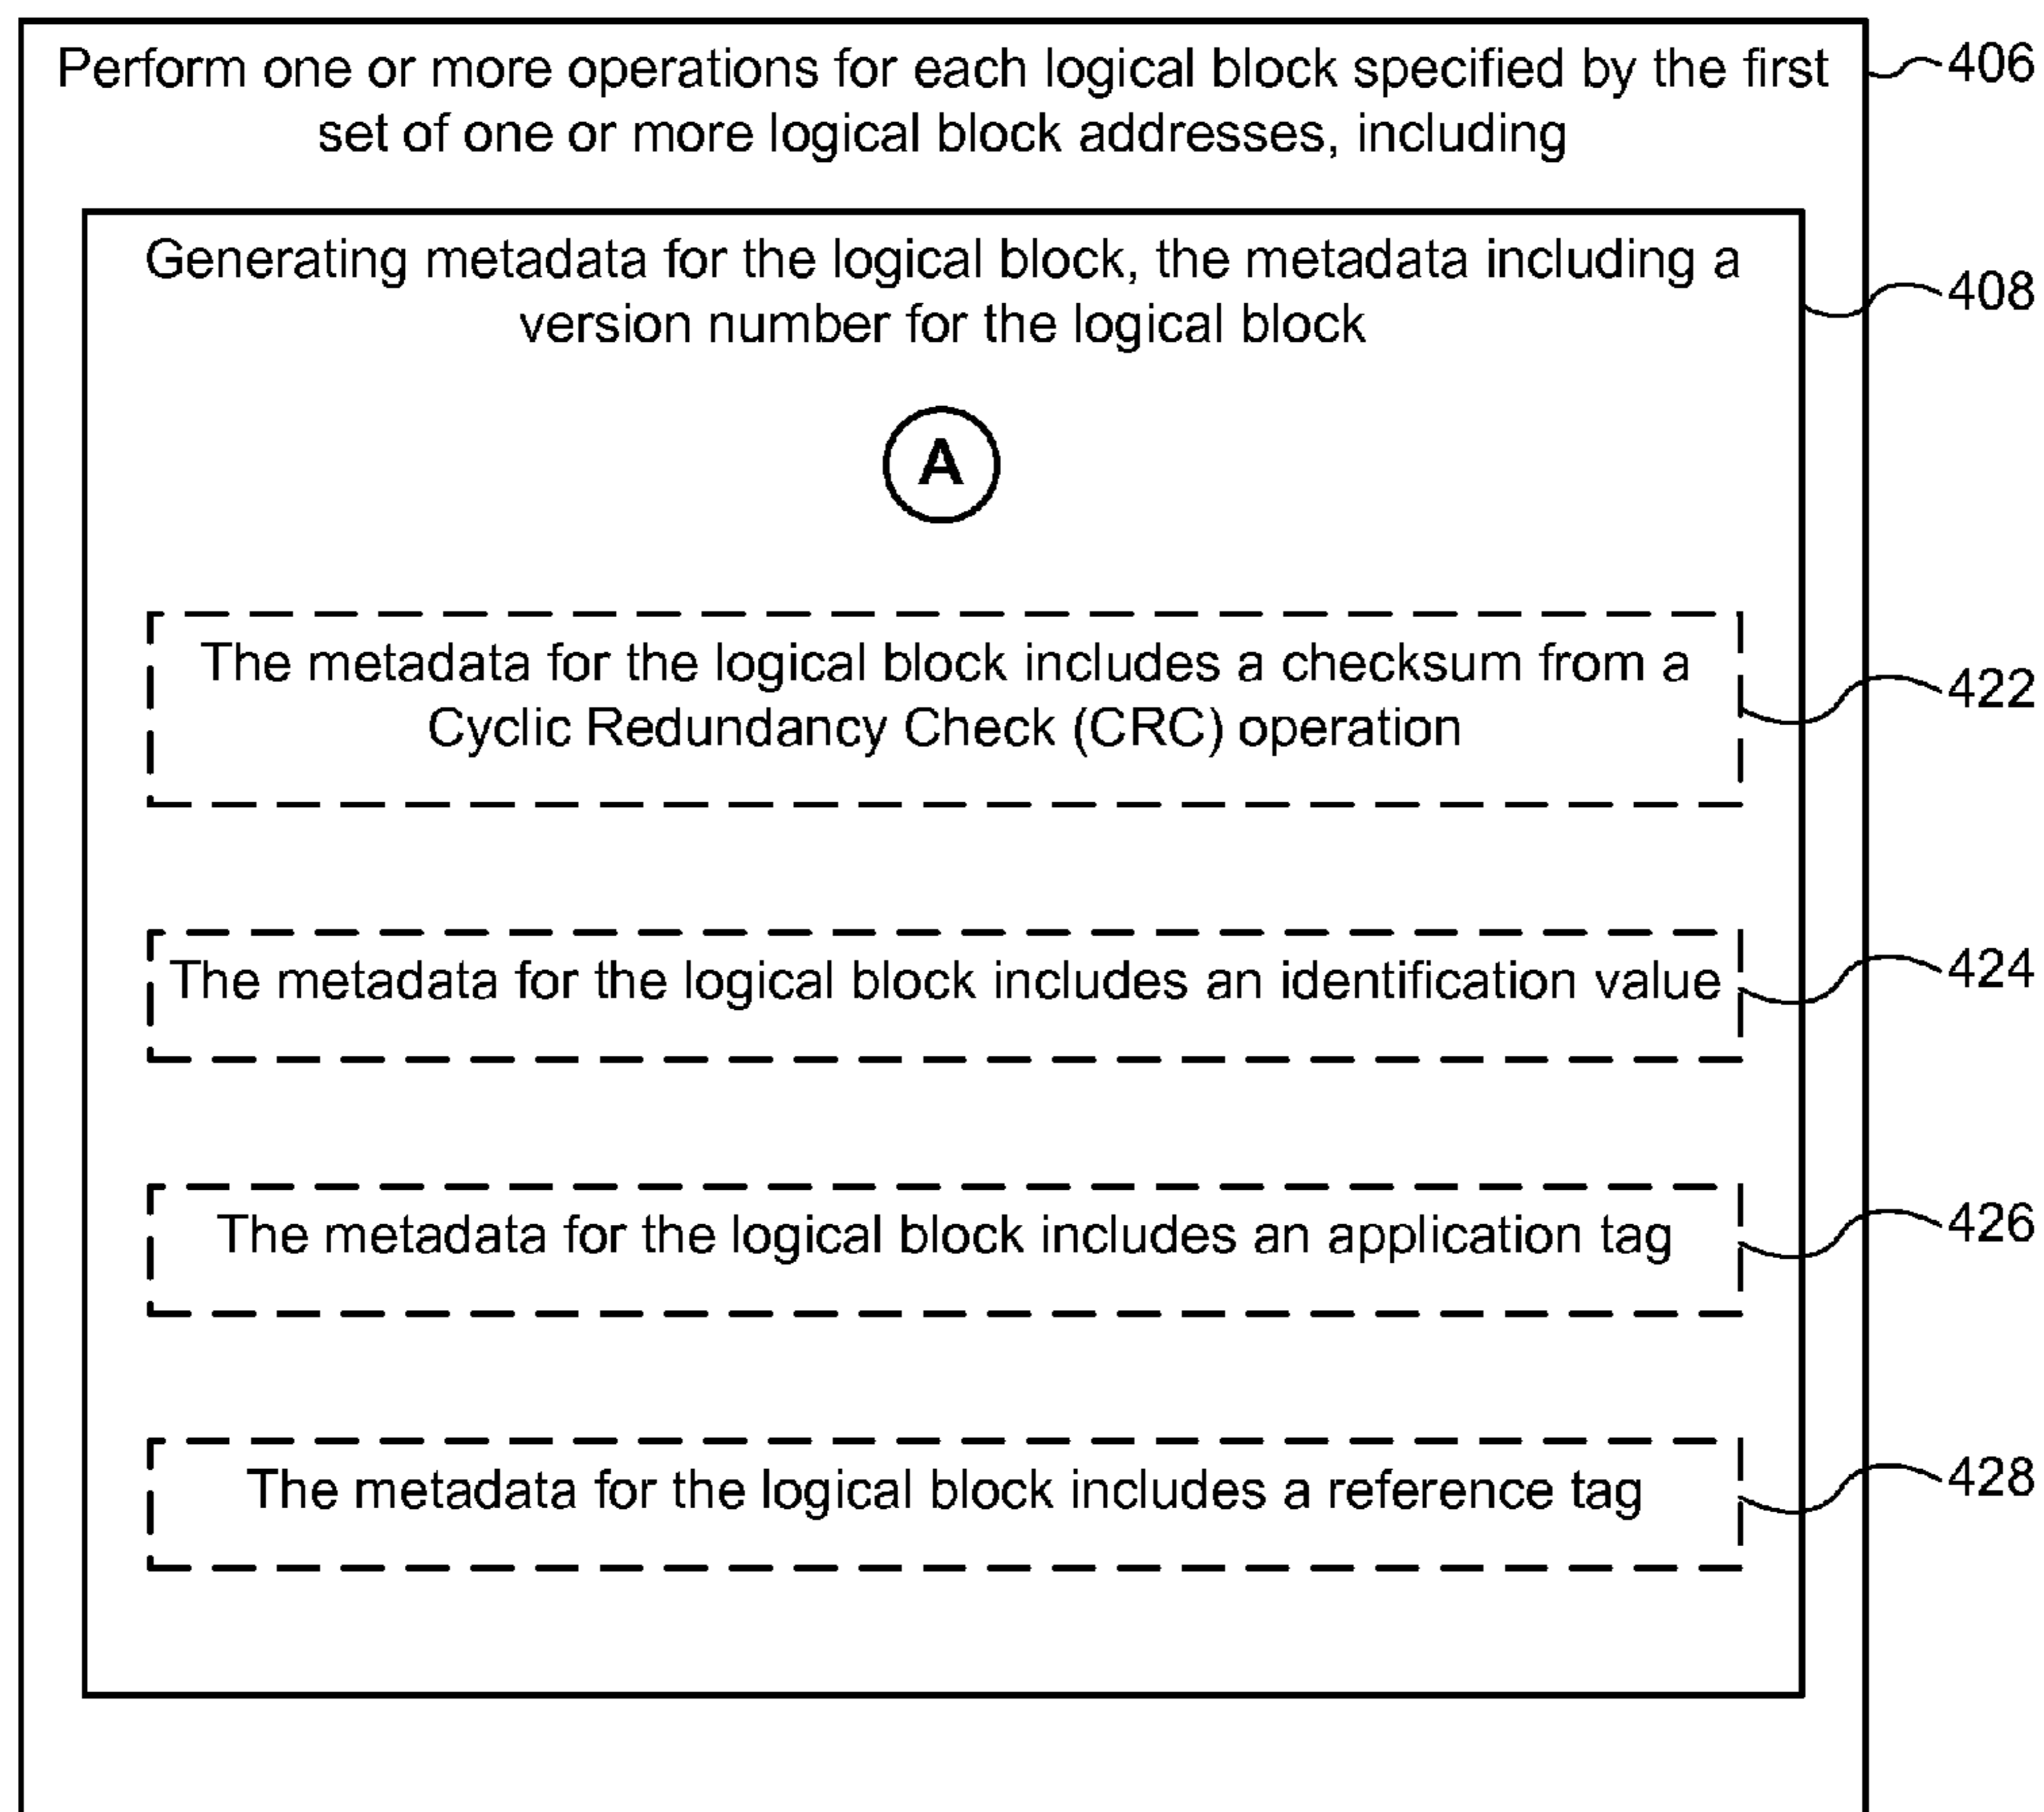 Perform one or more operations for each logical block specified by the first
406
set of one or more logical block addresses, including
Generating metadata for the logical block, the metadata including a
408
version number for the logical block
A
The metadata for the logical block includes a checksum from a
422
Cyclic Redundancy Check (CRC) operation
The metadata for the logical block includes an identification value
424
The metadata for the logical block includes an application tag
426
The metadata for the logical block includes a reference tag
428